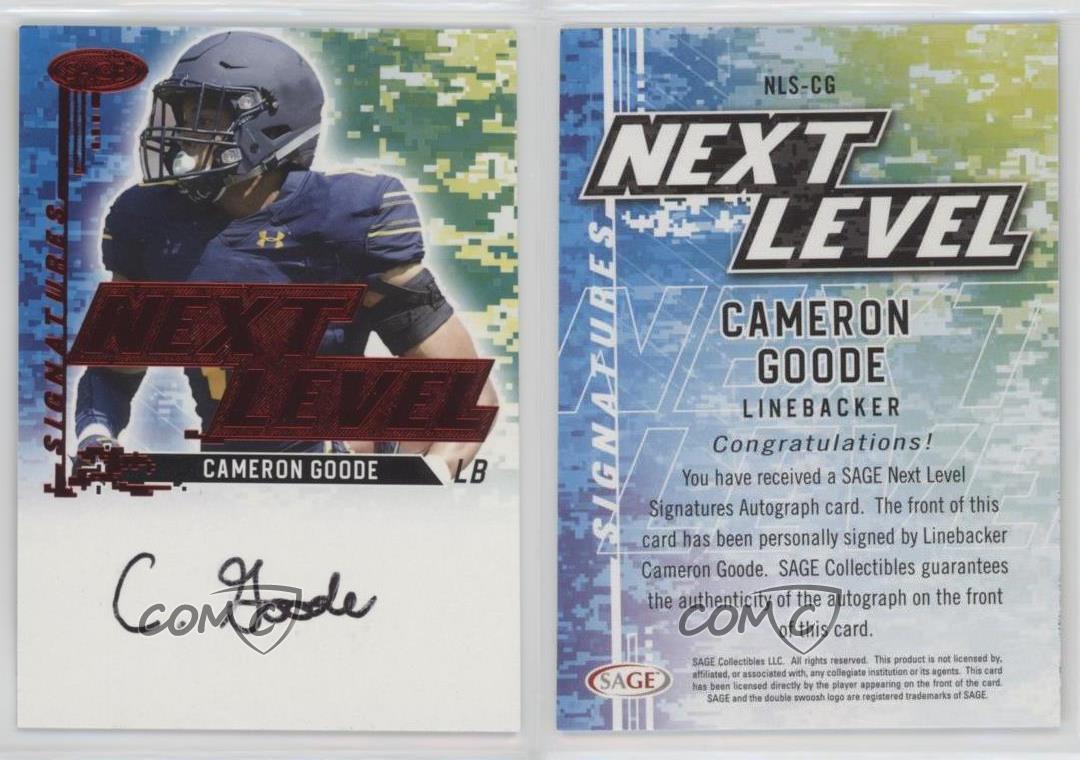 SAGE
SIGNATURES
NEXT
LEVEL
CAMERON GOODE
LB
C Goode
COMC
NLS-CG
NEXT
LEVEL
SIGNATURES
NEXT
LEVEL
CAMERON
GOODE
LINEBACKER
Congratulations!
You have received a SAGE Next Level
Signatures Autograph card. The front of this
card has been personally signed by Linebacker
Cameron Goode. SAGE Collectibles guarantees
the authenticity of the autograph on the front
of this card.
COMC
SAGE
SAGE Collectibles LLC. All rights reserved. This product is not licensed by,
affiliated, or associated with, any collegiate institution or its agents. This card
has been licensed directly by the player appearing on the front of the card.
SAGE and the double swoosh logo are registered trademarks of SAGE.